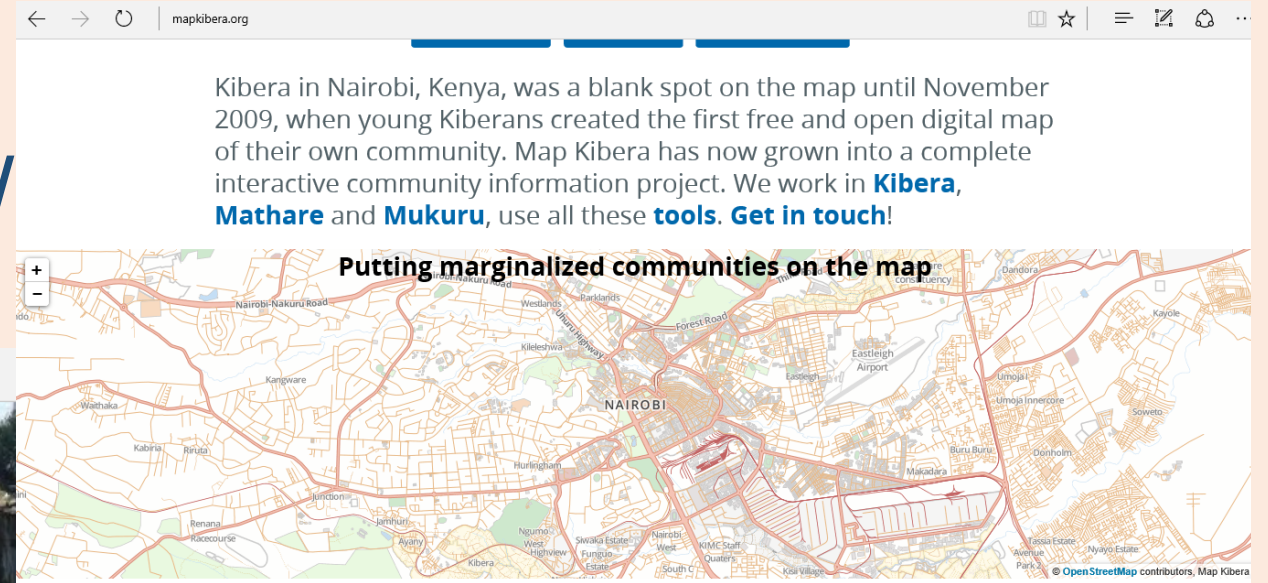 mapkibera.org
Kibera in Nairobi, Kenya, was a blank spot on the map until November
2009, when young Kiberans created the first free and open digital map
of their own community. Map Kibera has now grown into a complete
interactive community information project. We work in Kibera,
Mathare and Mukuru, use all these tools. Get in touch!
+
−
Putting marginalized communities on the map
Dandora
constituency
Nairobi-Nakuru Road
Westlands
Parklands
Kayole
Uhuru Highway
Forest Road
Kileleshwa
Eastleigh
Airport
Kangware
Eastleigh
Umoja I
Waithaka
NAIROBI
Umoja Innercore
Soweto
Kabiria
Riruta
Buru Buru
Donholm
Hurlingham
Makadara
Junction
Renana
Racecourse
Jamhuri
Ayany
Ngumo
West
Highview
Siwaka Estate
Funguo
Estate
Nairobi
West
KIMC Staff
Quaters
Tassia Estate
Avenue
Park 2
Nyayo Estate
Kibera
South C
Kisii Village
© OpenStreetMap contributors, Map Kibera